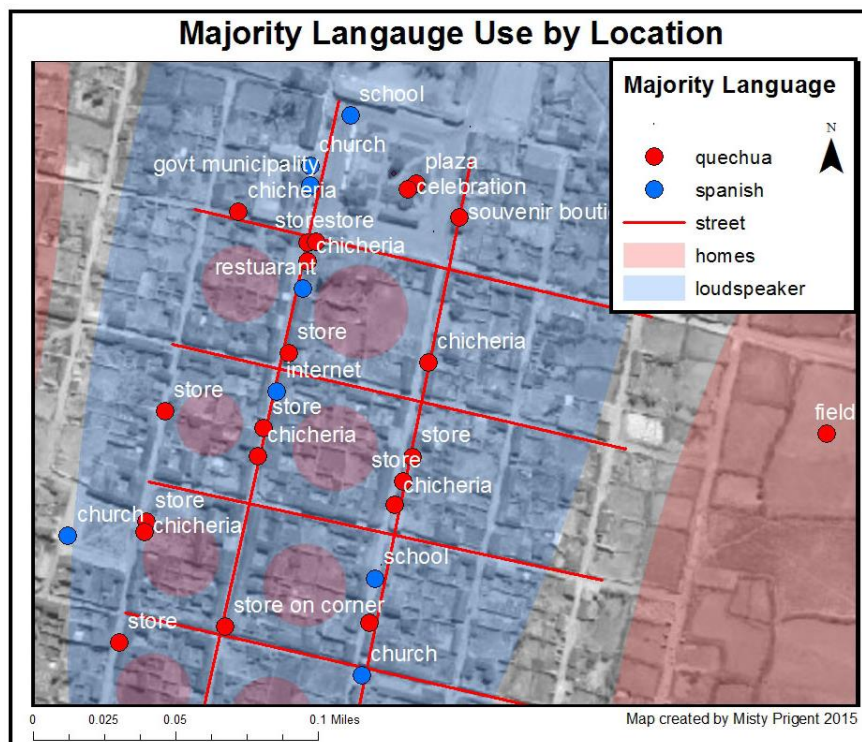 Majority Langauge Use by Location
Majority Language
N
quechua
spanish
street
homes
loudspeaker
school
church
govt municipality
plaza
chicheria
celebration
souvenir bouti
storestore
chicheria
restuarant
store
chicheria
internet
store
store
field
chicheria
store
store
store
chicheria
church
chicheria
school
store on corner
store
church
0 0.025 0.05 0.1 Miles
Map created by Misty Prigent 2015